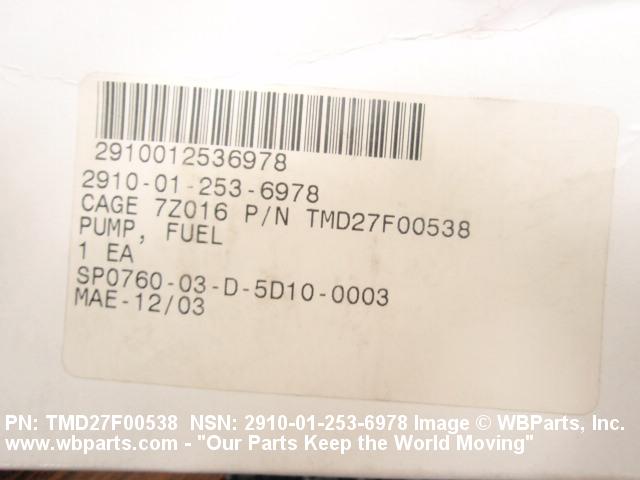 2910012536978
2910-01-253-6978
CAGE 7Z016 P/N TMD27F00538
PUMP, FUEL
1 EA
SP0760-03-D-5D10-0003
MAE-12/03
PN: TMD27F00538 NSN: 2910-01-253-6978 Image © WBParts, Inc.
www.wbparts.com - "Our Parts Keep the World Moving"